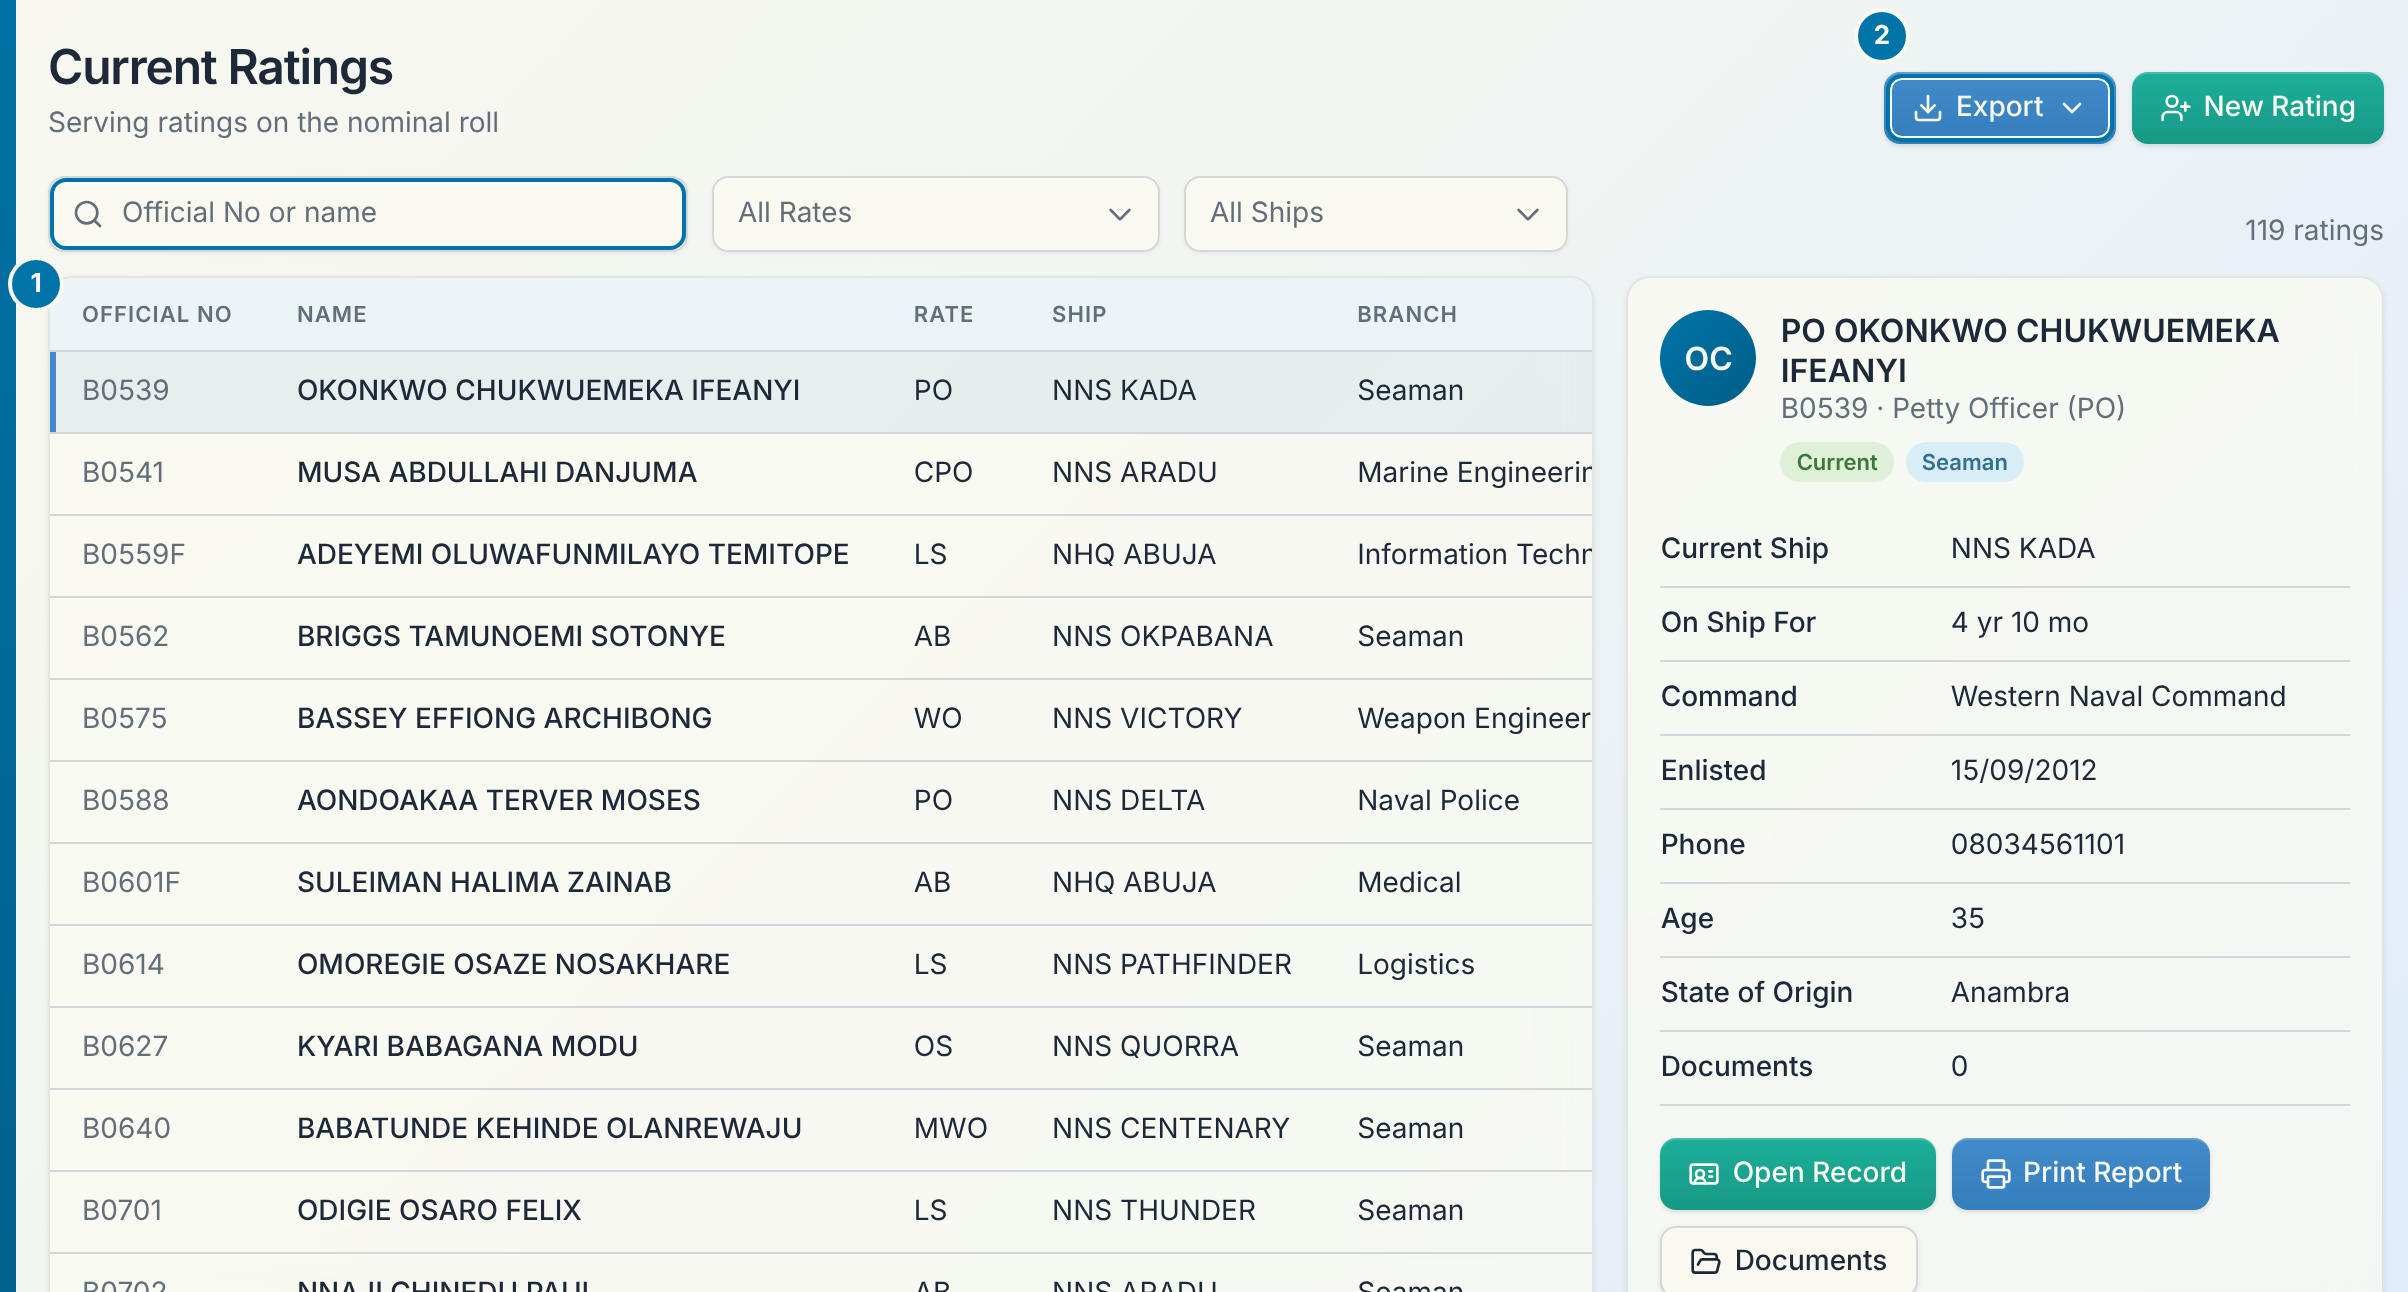 Current Ratings
Serving ratings on the nominal roll
2
Export
New Rating
Official No or name
All Rates
All Ships
119 ratings
1
OFFICIAL NO NAME RATE SHIP BRANCH
B0539 OKONKWO CHUKWUEMEKA IFEANYI PO NNS KADA Seaman
B0541 MUSA ABDULLAHI DANJUMA CPO NNS ARADU Marine Engineerin
B0559F ADEYEMI OLUWAFUNMILAYO TEMITOPE LS NHQ ABUJA Information Techn
B0562 BRIGGS TAMUNOEMI SOTONYE AB NNS OKPABANA Seaman
B0575 BASSEY EFFIONG ARCHIBONG WO NNS VICTORY Weapon Engineer
B0588 AONDOAKAA TERVER MOSES PO NNS DELTA Naval Police
B0601F SULEIMAN HALIMA ZAINAB AB NHQ ABUJA Medical
B0614 OMOREGIE OSAZE NOSAKHARE LS NNS PATHFINDER Logistics
B0627 KYARI BABAGANA MODU OS NNS QUORRA Seaman
B0640 BABATUNDE KEHINDE OLANREWAJU MWO NNS CENTENARY Seaman
B0701 ODIGIE OSARO FELIX LS NNS THUNDER Seaman
B0702 NNAJI CHINEDU PAUL AB NNS ARADU Seaman
OC
PO OKONKWO CHUKWUEMEKA
IFEANYI
B0539 · Petty Officer (PO)
Current Seaman
Current Ship NNS KADA
On Ship For 4 yr 10 mo
Command Western Naval Command
Enlisted 15/09/2012
Phone 08034561101
Age 35
State of Origin Anambra
Documents 0
Open Record
Print Report
Documents